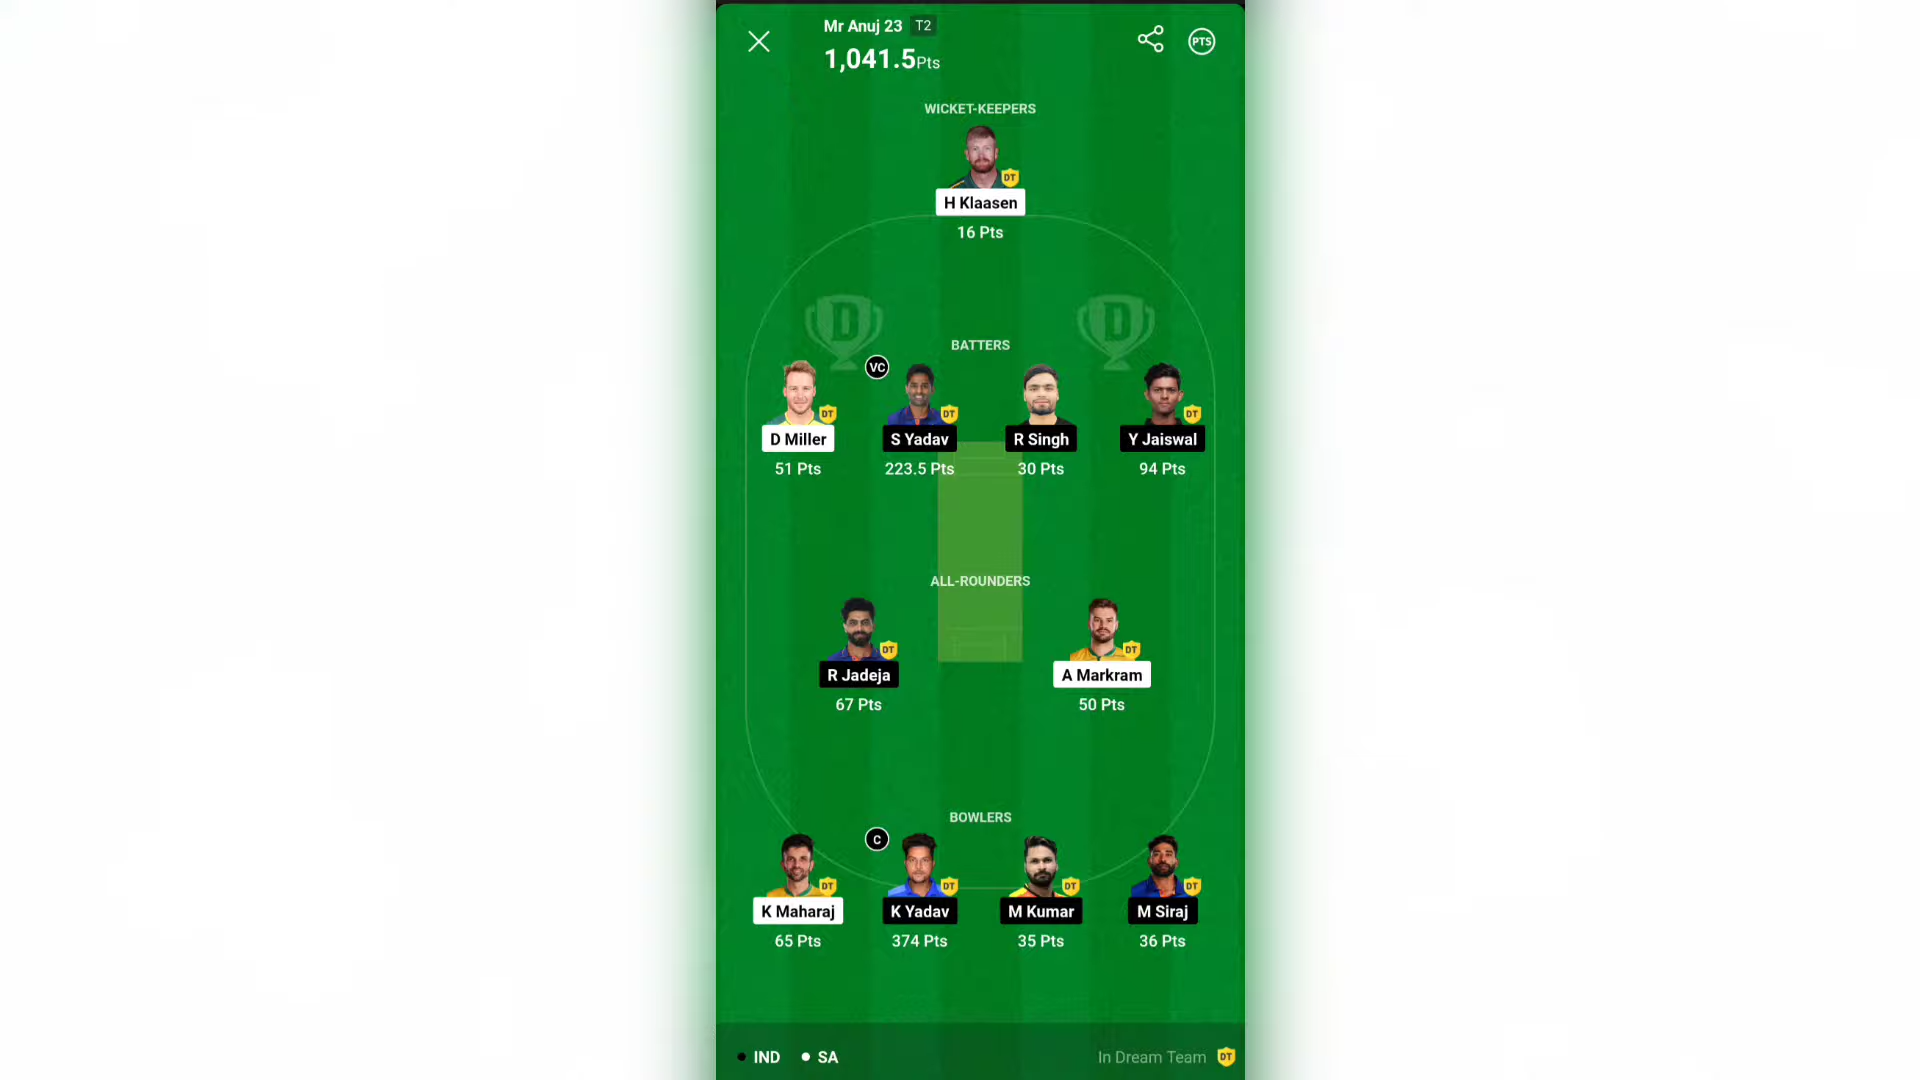 Mr Anuj 23 T2
1,041.5Pts
PTS
WICKET-KEEPERS
DT
H Klaasen
16 Pts
D D
BATTERS
VC
DT DT DT
D Miller S Yadav R Singh Y Jaiswal
51 Pts 223.5 Pts 30 Pts 94 Pts
ALL-ROUNDERS
DT DT
R Jadeja A Markram
67 Pts 50 Pts
BOWLERS
C
DT DT DT DT
K Maharaj K Yadav M Kumar M Siraj
65 Pts 374 Pts 35 Pts 36 Pts
IND SA In Dream Team DT